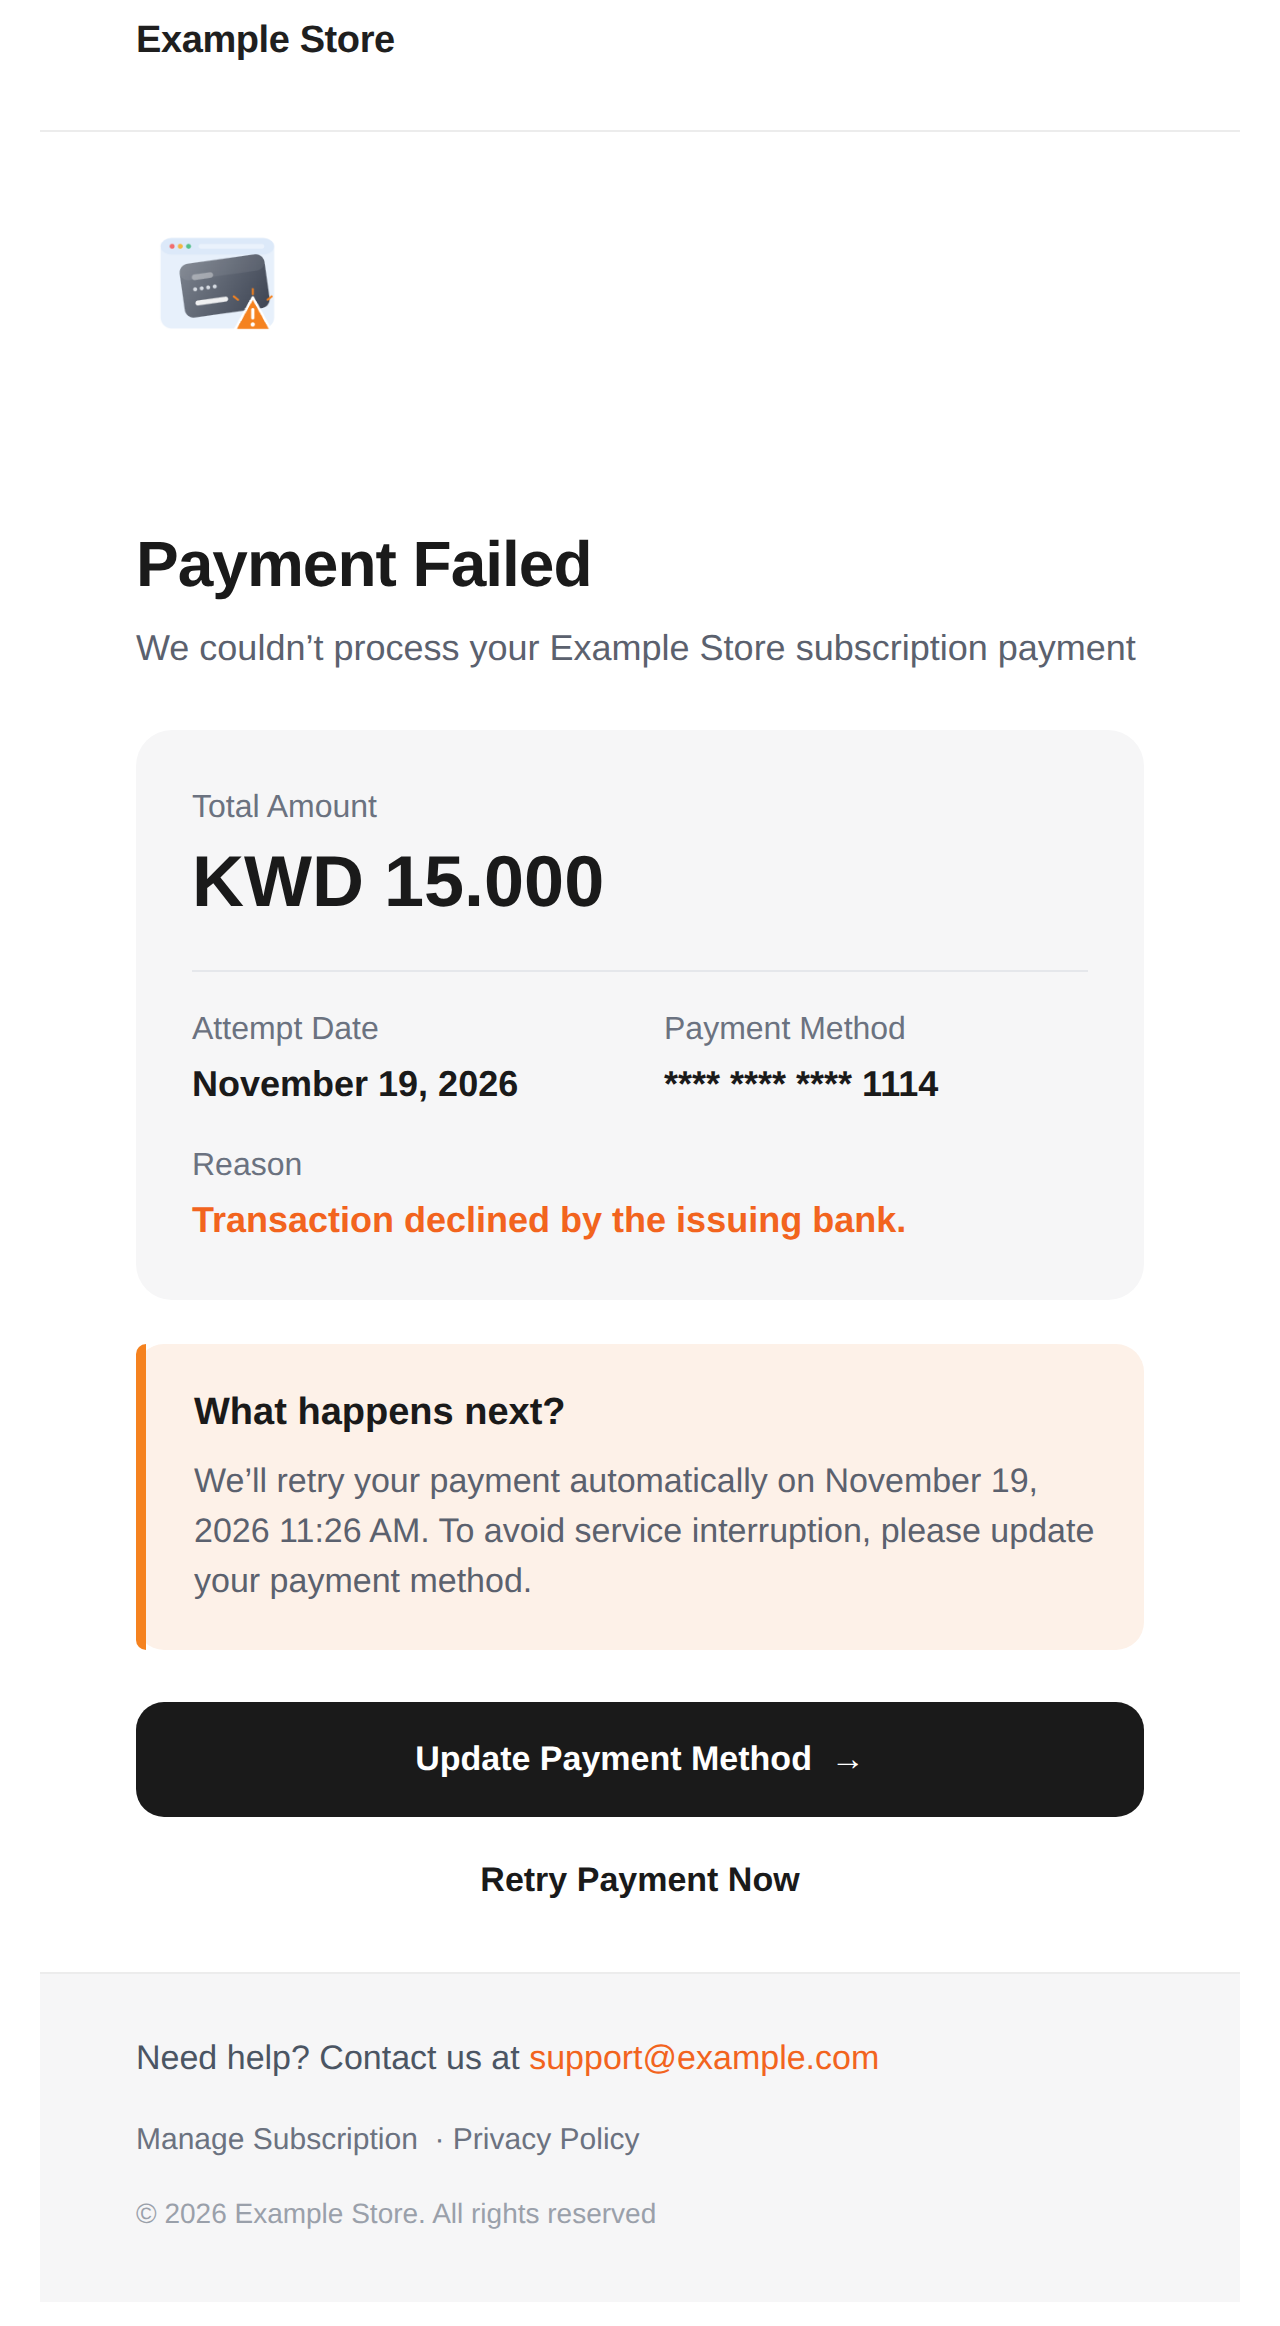 Example Store
Payment Failed
We couldn’t process your Example Store subscription payment
Total Amount
KWD 15.000
Attempt Date
November 19, 2026
Payment Method
**** **** **** 1114
Reason
Transaction declined by the issuing bank.
What happens next?
We’ll retry your payment automatically on November 19,
2026 11:26 AM. To avoid service interruption, please update
your payment method.
Update Payment Method →
Retry Payment Now
Need help? Contact us at support@example.com
Manage Subscription · Privacy Policy
© 2026 Example Store. All rights reserved